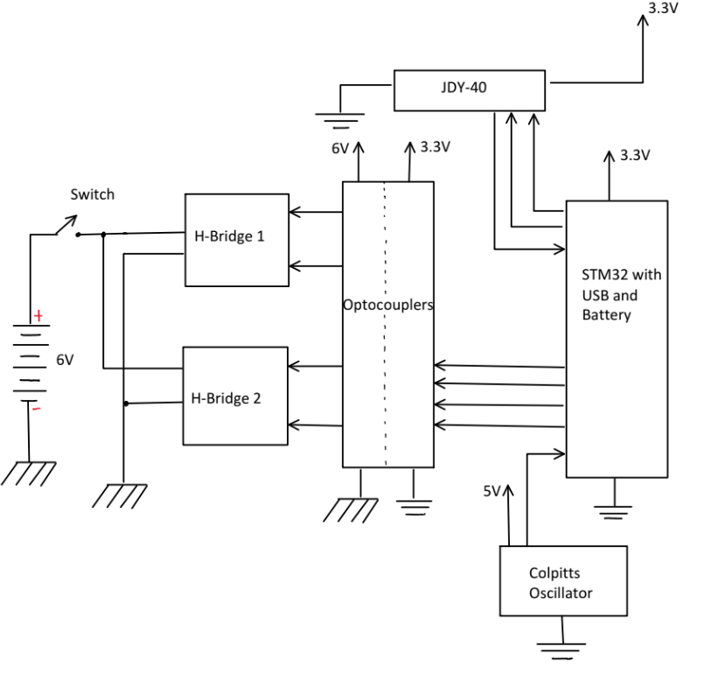 3.3V
JDY-40
6V
3.3V
3.3V
Switch
H-Bridge 1
STM32 with
USB and
Battery
Optocouplers
+
6V
-
H-Bridge 2
5V
Colpitts
Oscillator